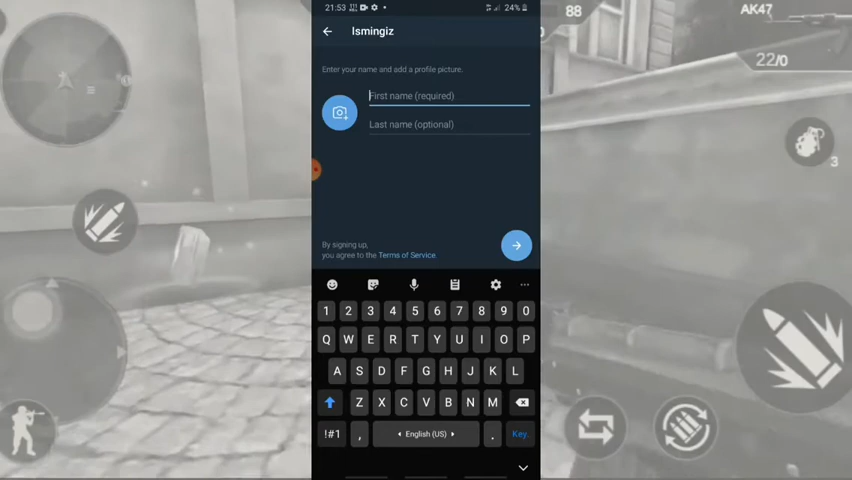 21:53
24%
Ismingiz
Enter your name and add a profile picture.
First name (required)
Last name (optional)
By signing up,
you agree to the Terms of Service.
1 2 3 4 5 6 7 8 9 0
Q W E R T Y U I O P
A S D F G H J K L
Z X C V B N M
!#1 , English (US) . Key.
88
AK47
22/0
3